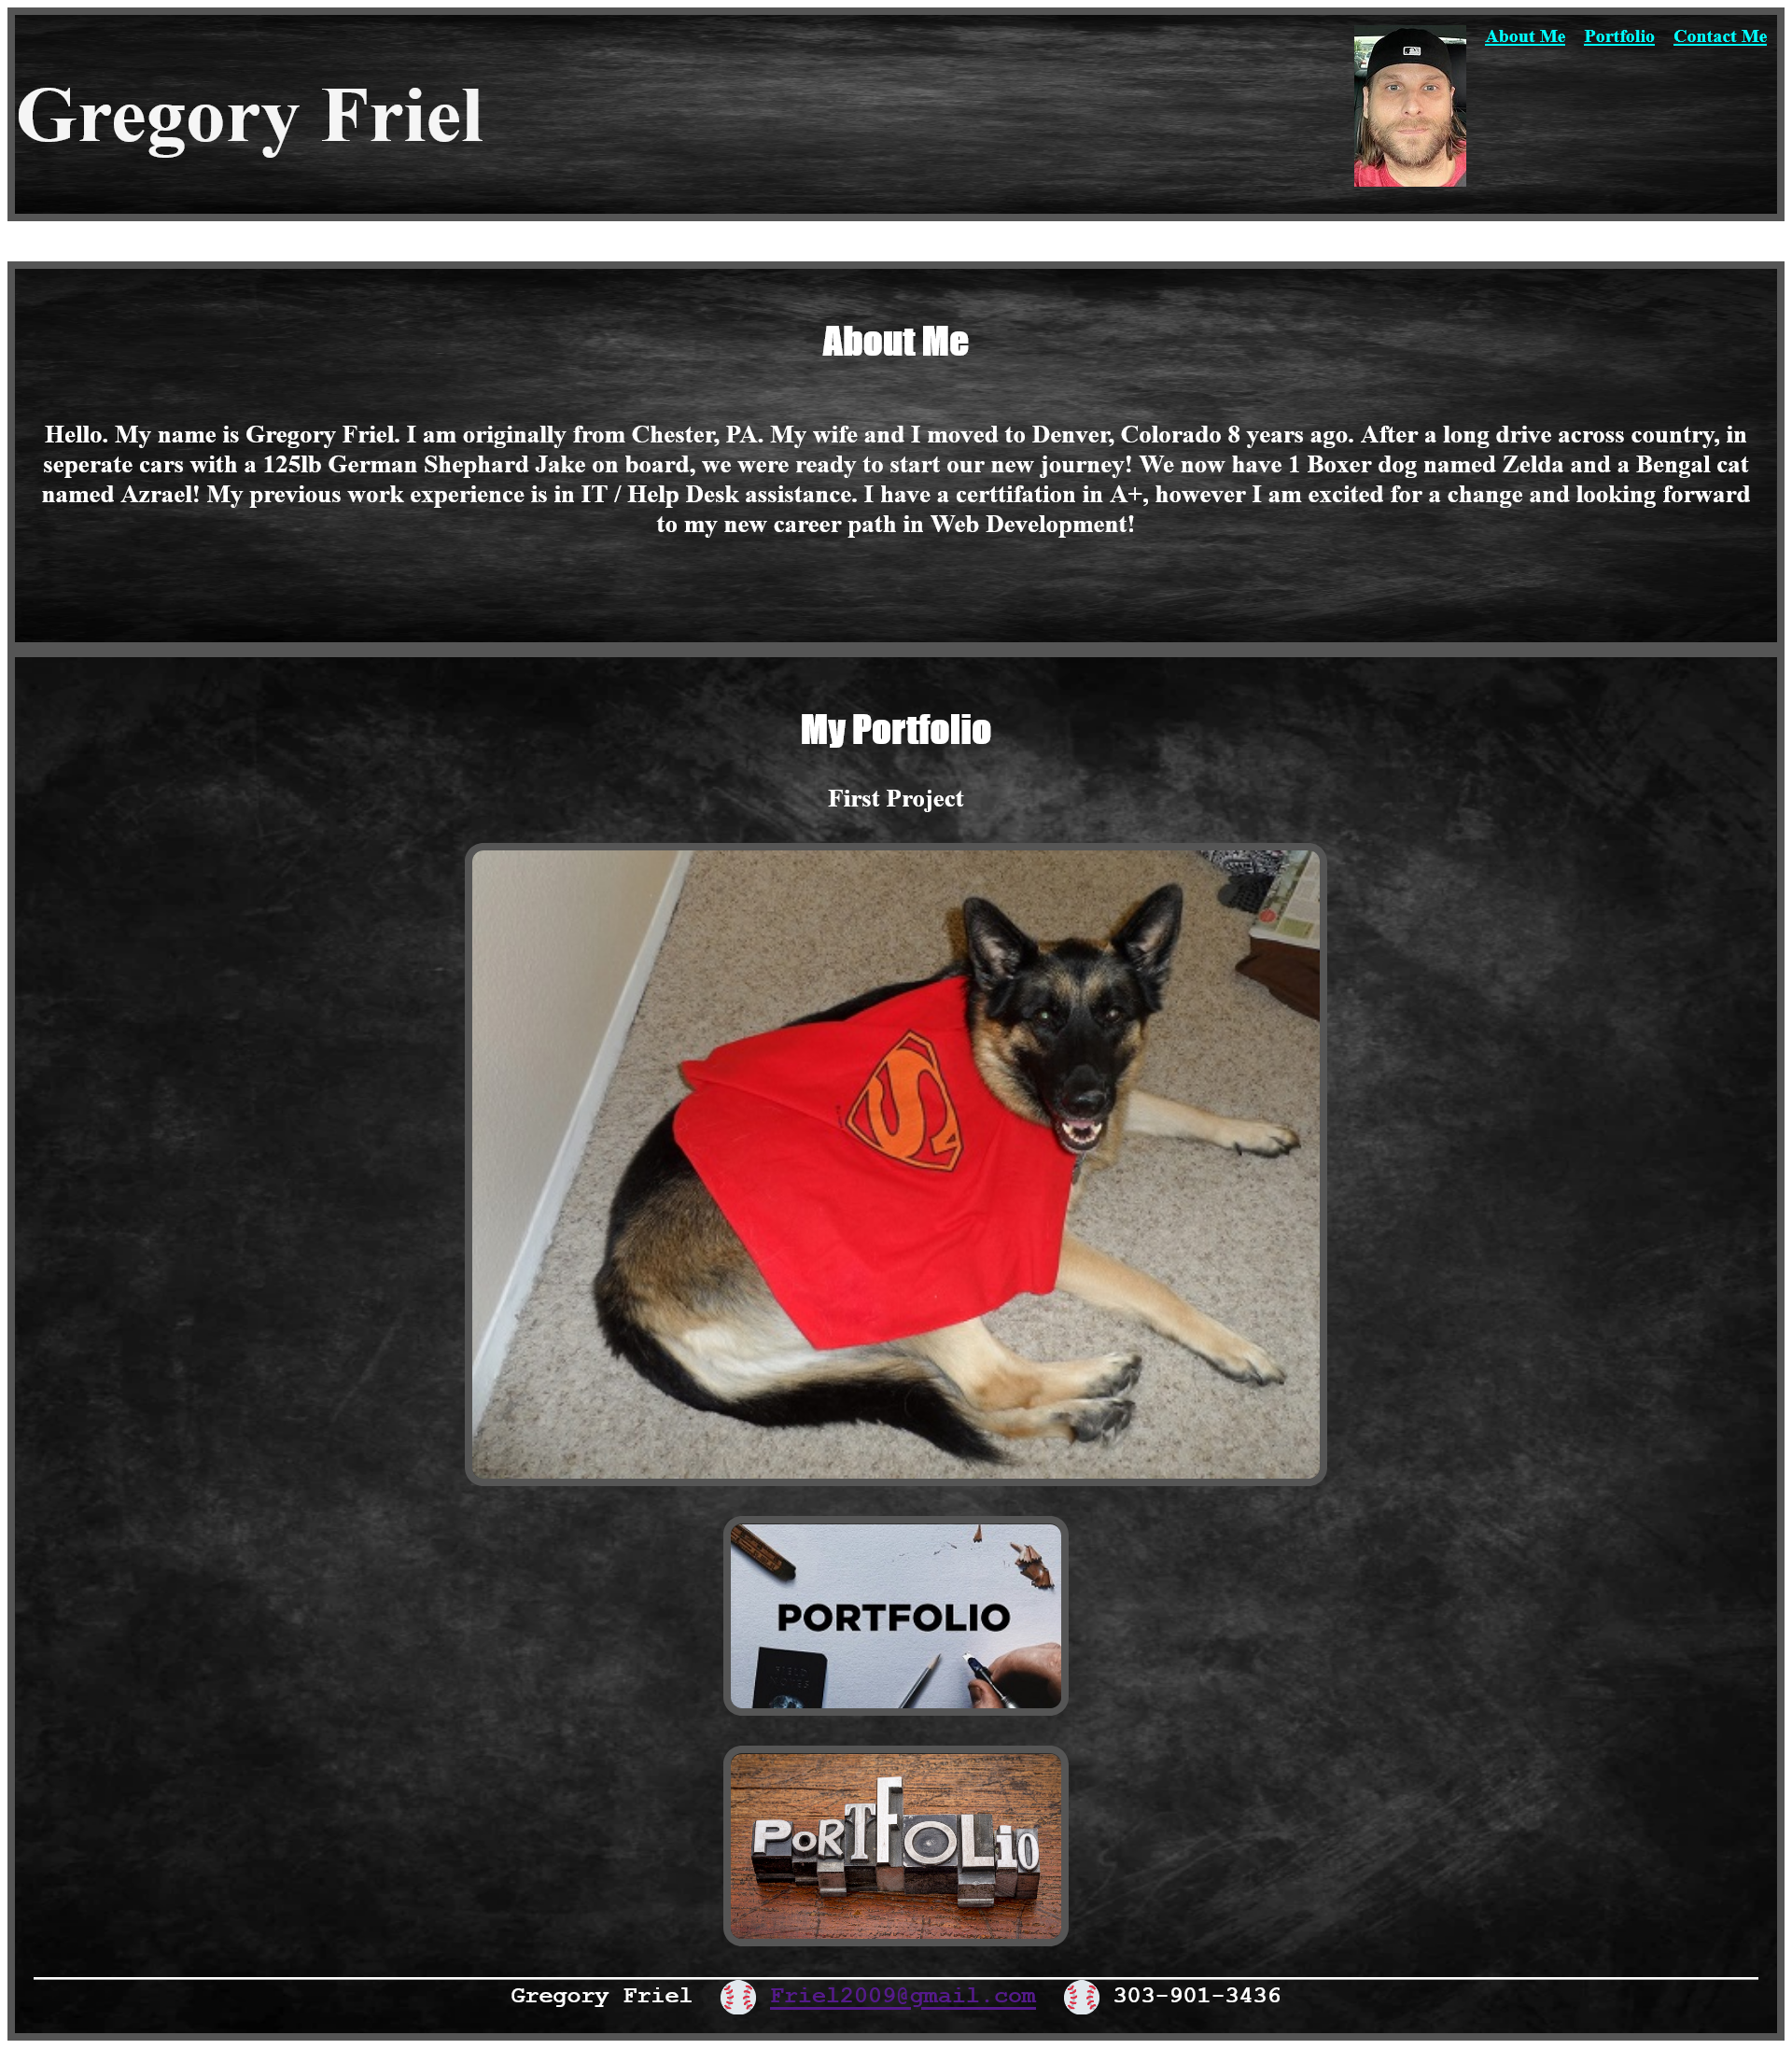 Gregory Friel
About Me Portfolio Contact Me
About Me
Hello. My name is Gregory Friel. I am originally from Chester, PA. My wife and I moved to Denver, Colorado 8 years ago. After a long drive across country, in
seperate cars with a 125lb German Shephard Jake on board, we were ready to start our new journey! We now have 1 Boxer dog named Zelda and a Bengal cat
named Azrael! My previous work experience is in IT / Help Desk assistance. I have a certtifation in A+, however I am excited for a change and looking forward
to my new career path in Web Development!
My Portfolio
First Project
S
PORTFOLIO
FIELD
NOTES
PoRTFOLiO
Gregory Friel Friel2009@gmail.com 303-901-3436